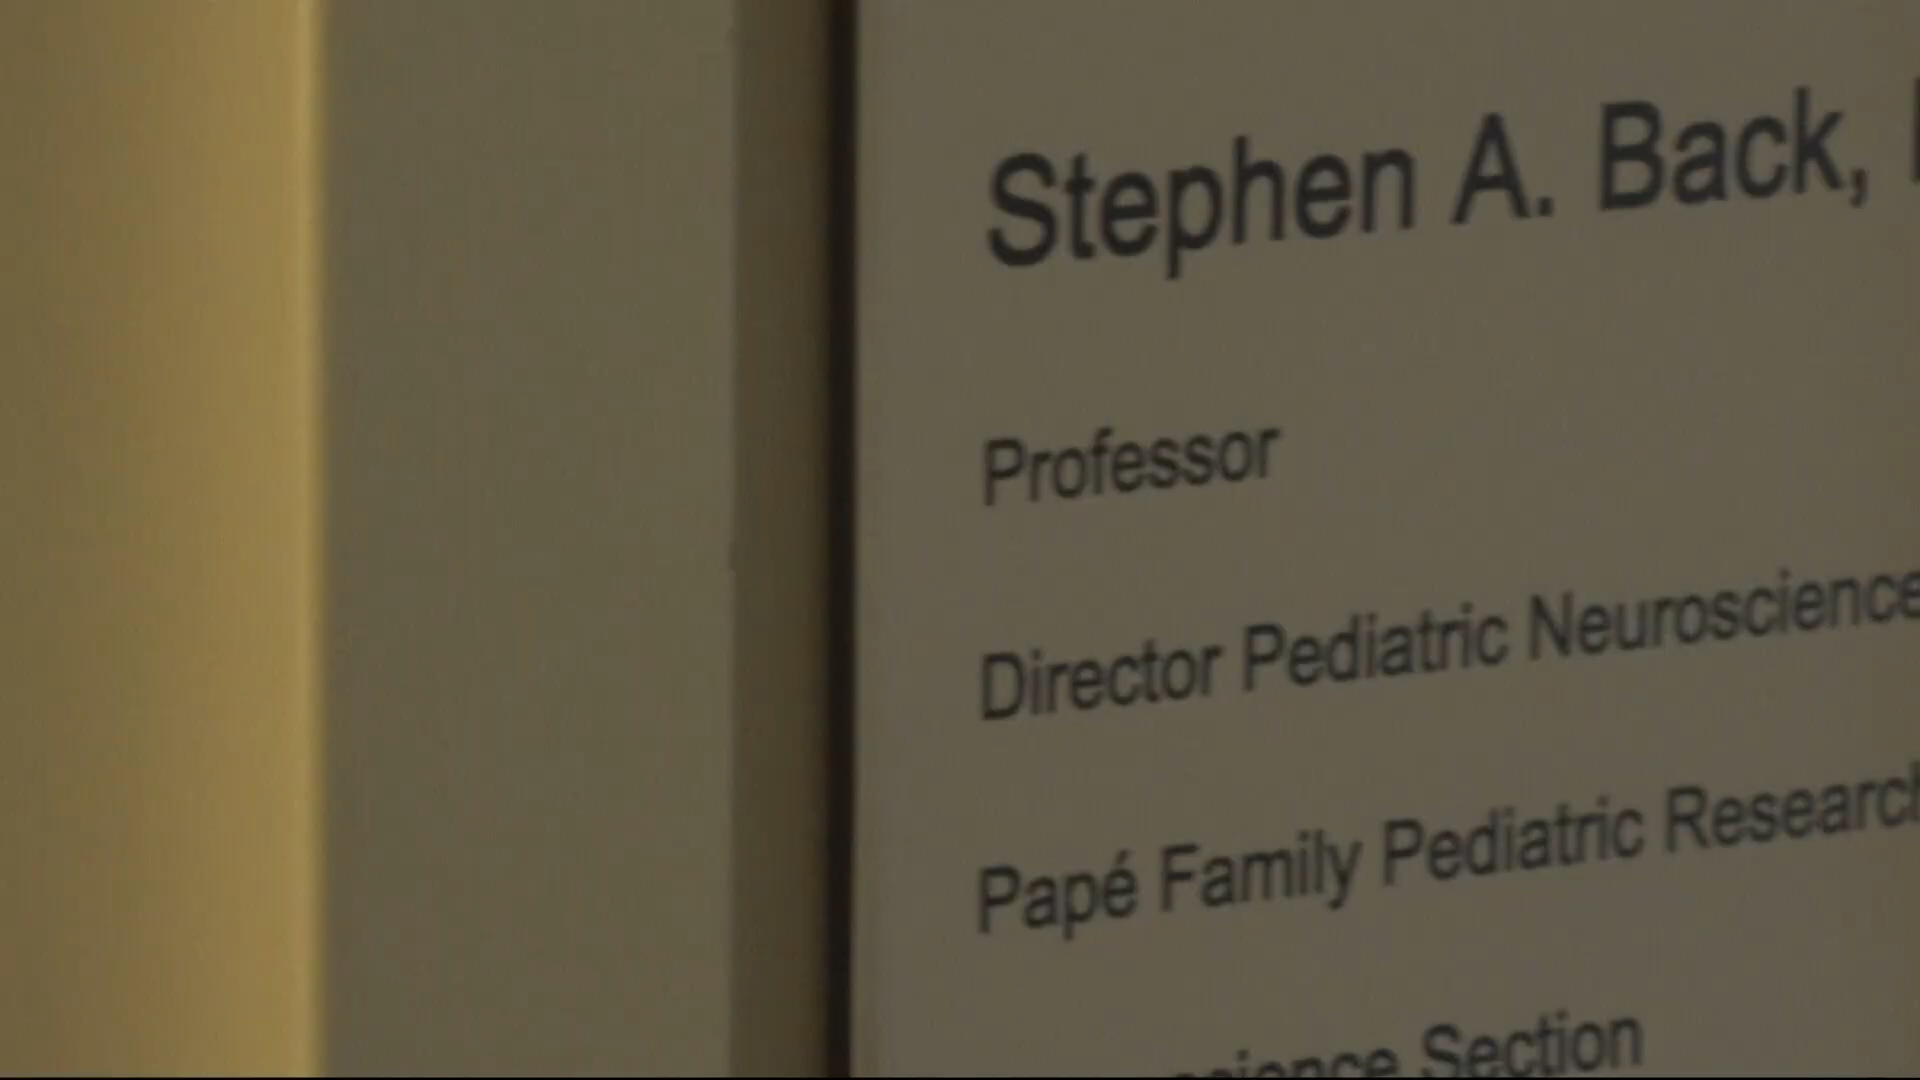 Stephen A. Back,
Professor
Director Pediatric Neuroscience
Papé Family Pediatric Research
Section